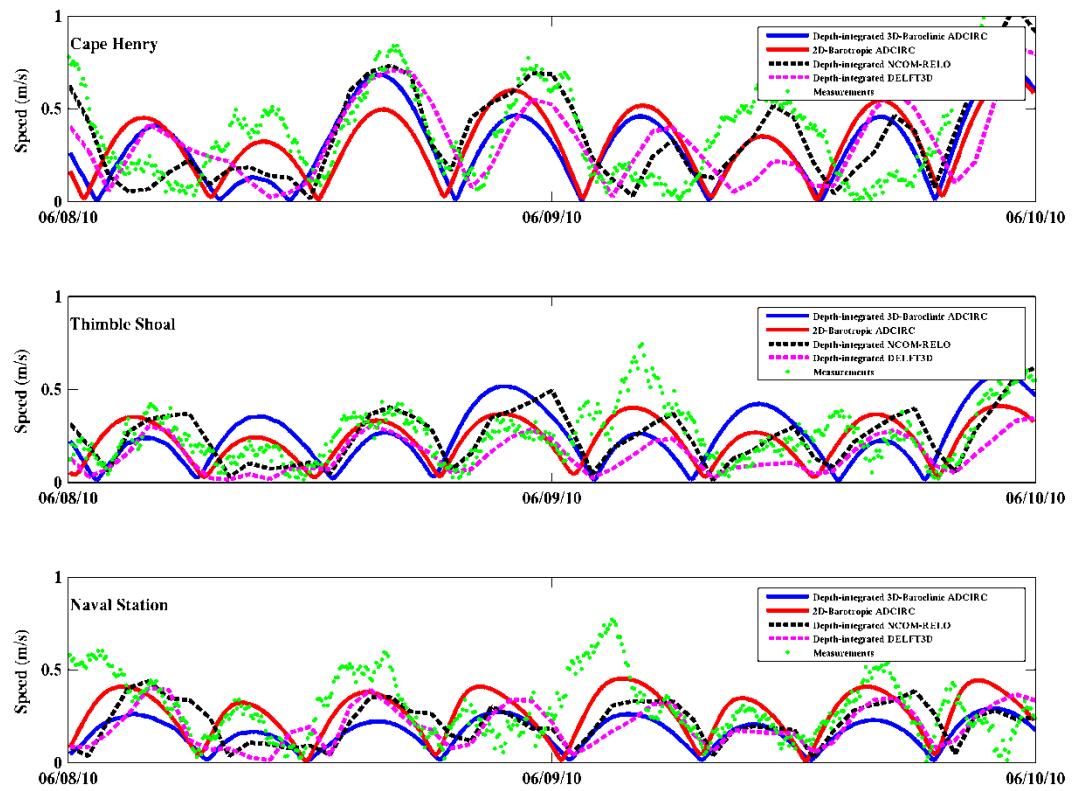 1
Cape Henry
Depth-integrated 3D-Baroclinic ADCIRC
2D-Barotropic ADCIRC
Depth-integrated NCOM-RELO
Depth-integrated DELFT3D
Measurements
Speed (m/s)
0.5
0
06/08/10
06/09/10
06/10/10
1
Thimble Shoal
Depth-integrated 3D-Baroclinic ADCIRC
2D-Barotropic ADCIRC
Depth-integrated NCOM-RELO
Depth-integrated DELFT3D
Measurements
Speed (m/s)
0.5
0
06/08/10
06/09/10
06/10/10
1
Naval Station
Depth-integrated 3D-Baroclinic ADCIRC
2D-Barotropic ADCIRC
Depth-integrated NCOM-RELO
Depth-integrated DELFT3D
Measurements
Speed (m/s)
0.5
0
06/08/10
06/09/10
06/10/10